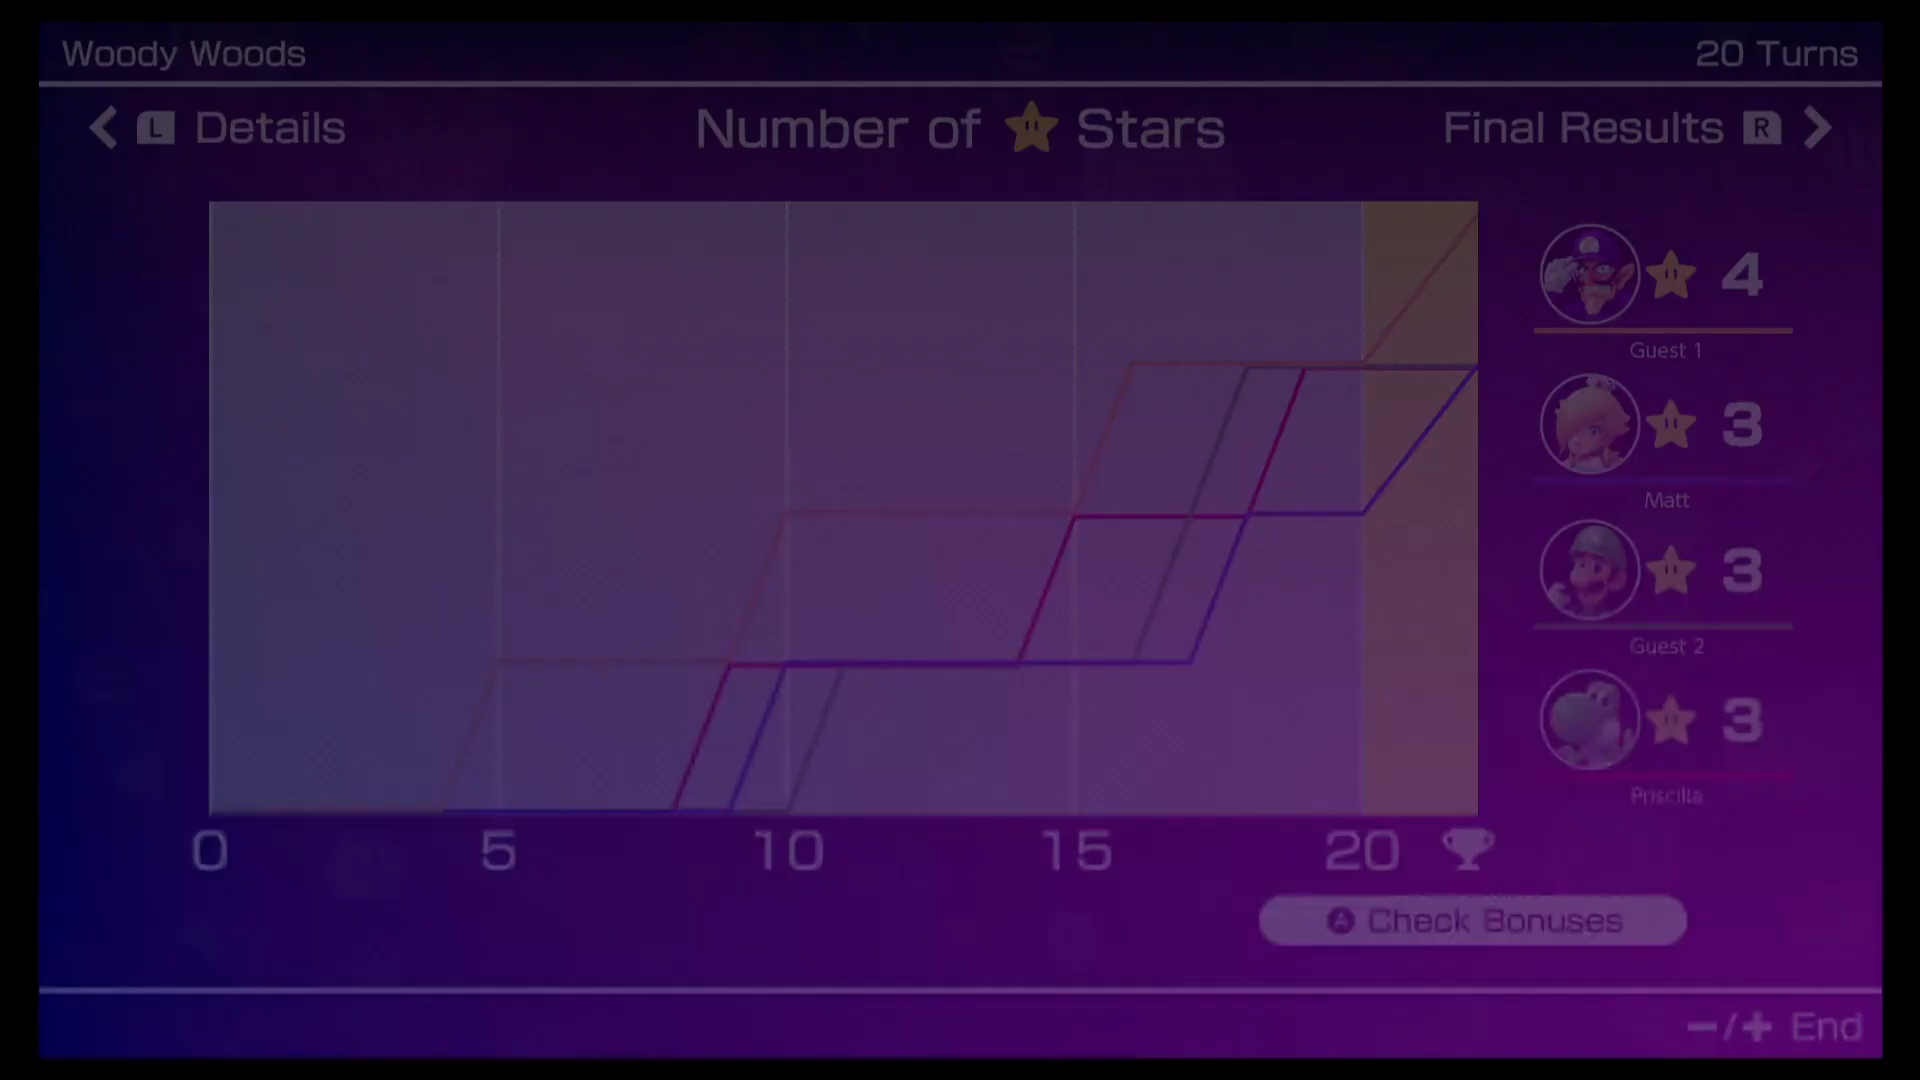 Woody Woods
20 Turns
L Details
Number of Stars
Final Results R
4
Guest 1
3
Matt
3
Guest 2
3
Priscilla
0 5 10 15 20
A Check Bonuses
−/+ End